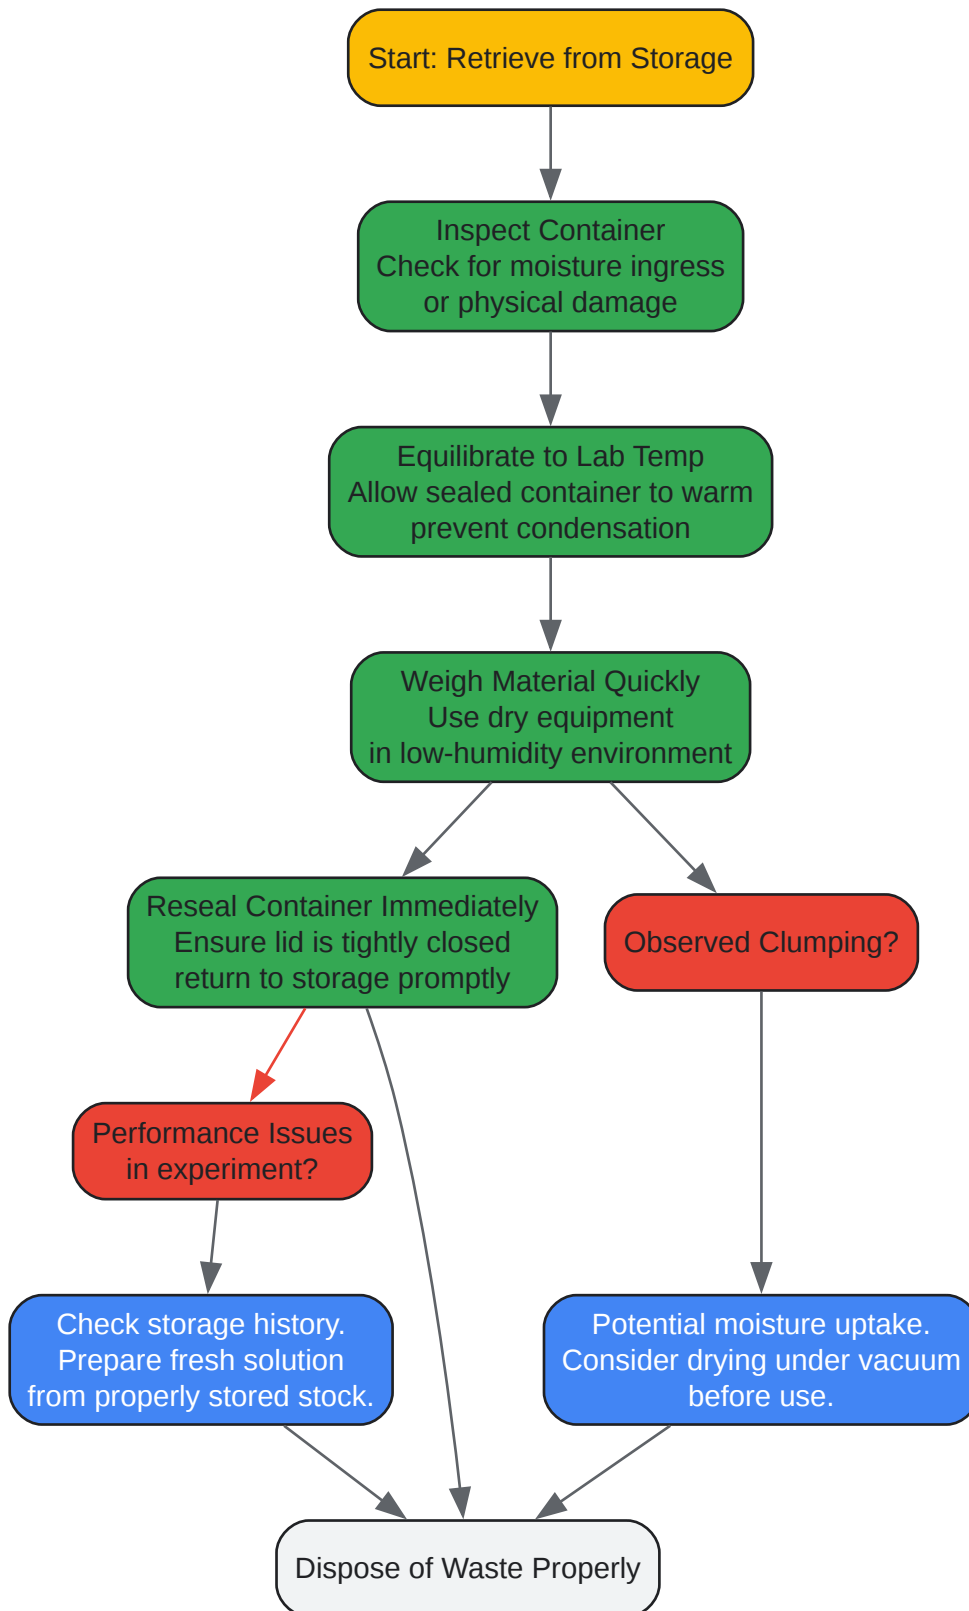 Start: Retrieve from Storage
Inspect Container
Check for moisture ingress
or physical damage
Equilibrate to Lab Temp
Allow sealed container to warm
prevent condensation
Weigh Material Quickly
Use dry equipment
in low-humidity environment
Reseal Container Immediately
Ensure lid is tightly closed
return to storage promptly
Observed Clumping?
Performance Issues
in experiment?
Check storage history.
Prepare fresh solution
from properly stored stock.
Potential moisture uptake.
Consider drying under vacuum
before use.
Dispose of Waste Properly